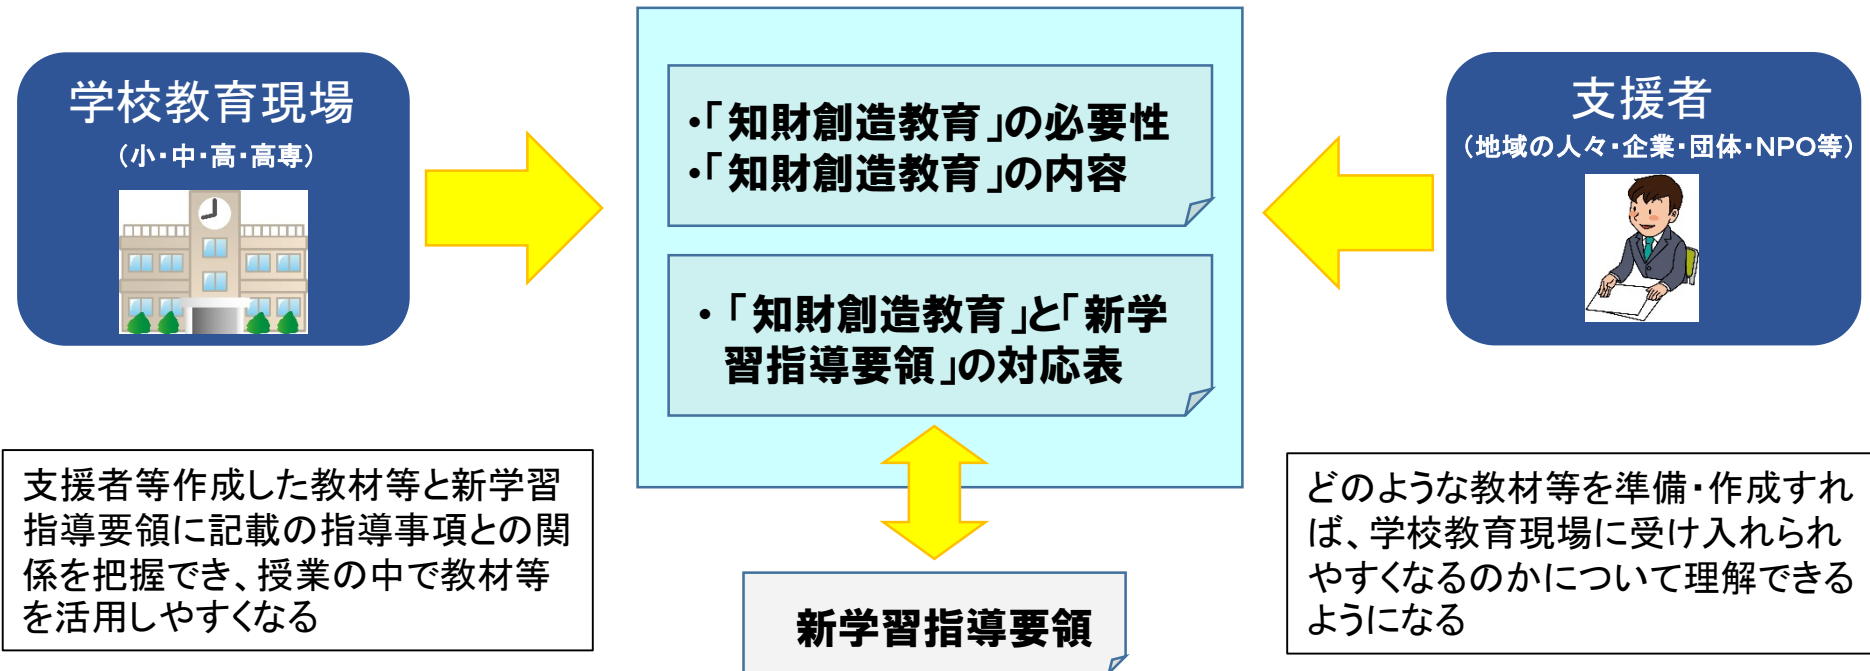 学校教育現場
（小・中・高・高専）
支援者等作成した教材等と新学習
指導要領に記載の指導事項との関
係を把握でき、授業の中で教材等
を活用しやすくなる
・「知財創造教育」の必要性
・「知財創造教育」の内容
・「知財創造教育」と「新学
習指導要領」の対応表
新学習指導要領
支援者
（地域の人々・企業・団体・NPO等）
どのような教材等を準備・作成すれ
ば、学校教育現場に受け入れられ
やすくなるのかについて理解できる
ようになる